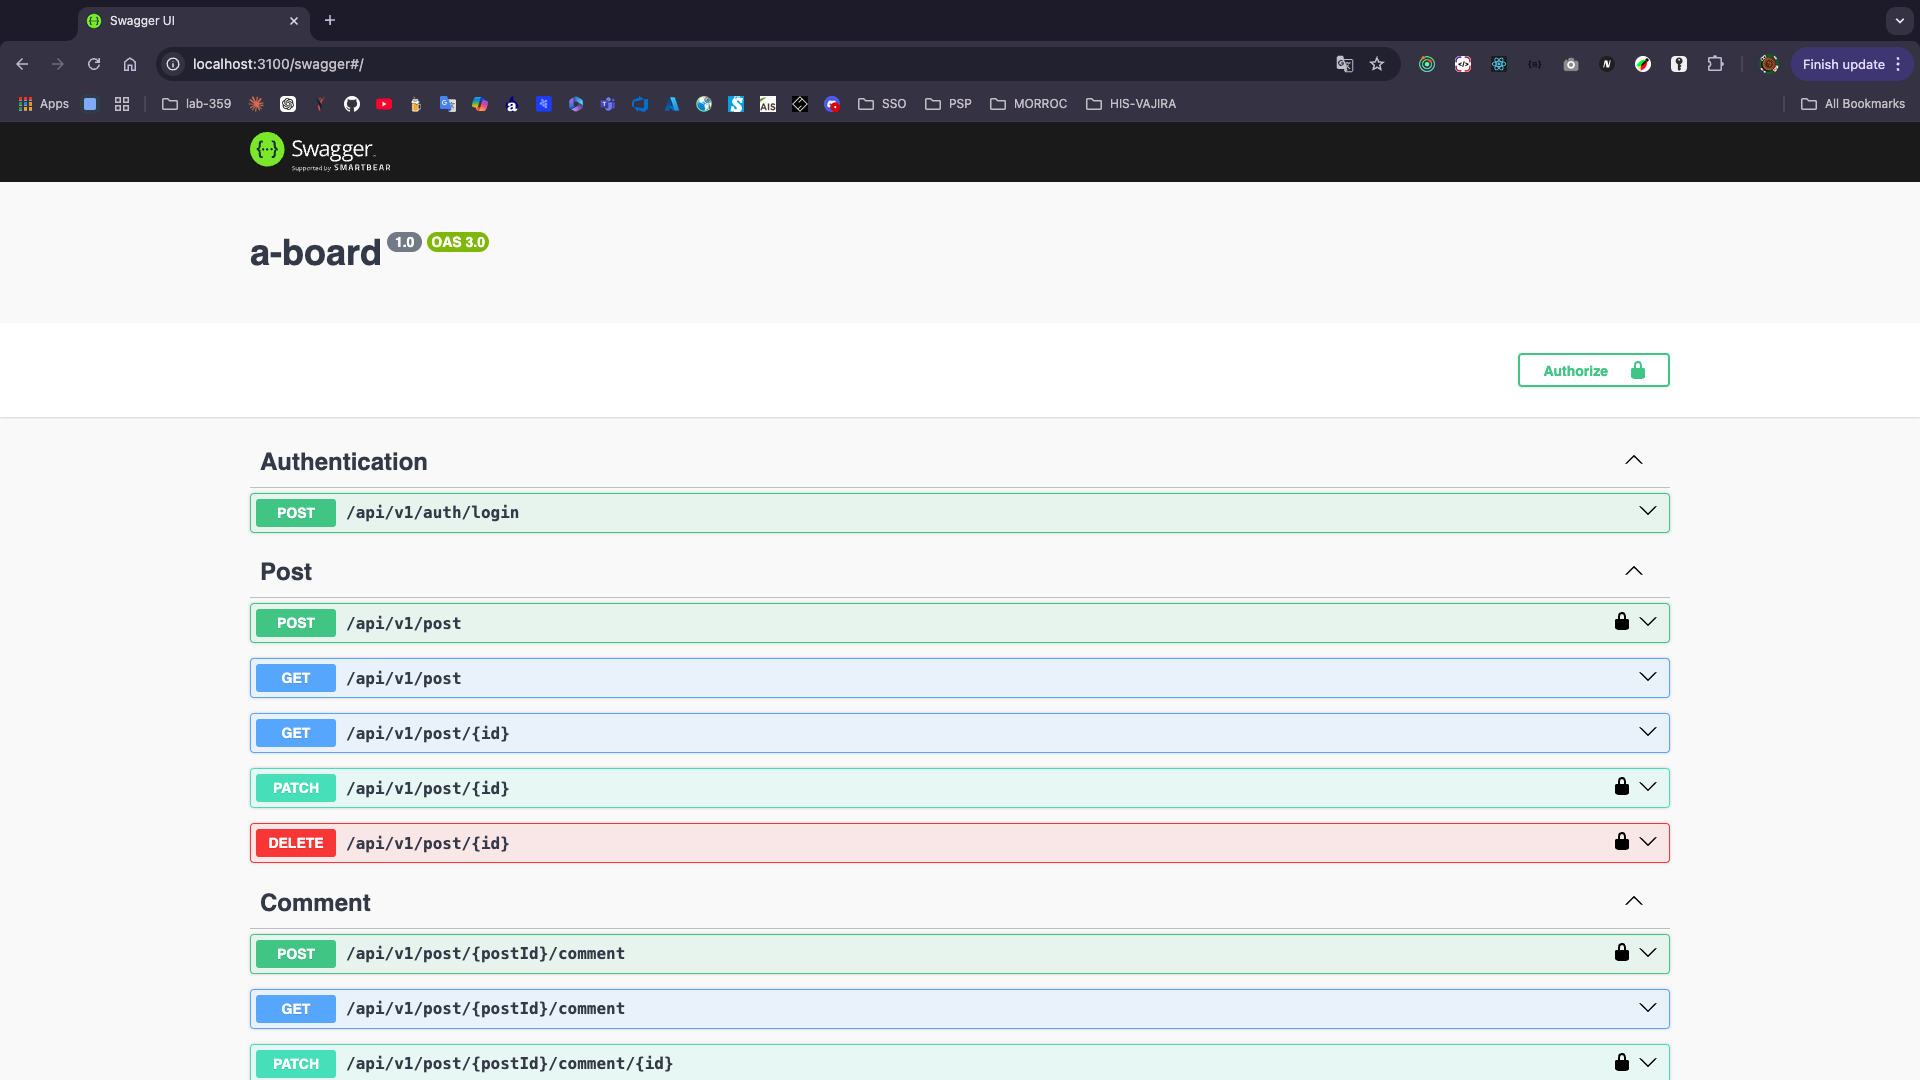 Swagger UI
localhost:3100/swagger#/
Finish update
Apps
lab-359
SSO
PSP
MORROC
HIS-VAJIRA
All Bookmarks
Swagger
Supported by SMARTBEAR
a-board 1.0 OAS 3.0
Authorize
Authentication
POST /api/v1/auth/login
Post
POST /api/v1/post
GET /api/v1/post
GET /api/v1/post/{id}
PATCH /api/v1/post/{id}
DELETE /api/v1/post/{id}
Comment
POST /api/v1/post/{postId}/comment
GET /api/v1/post/{postId}/comment
PATCH /api/v1/post/{postId}/comment/{id}